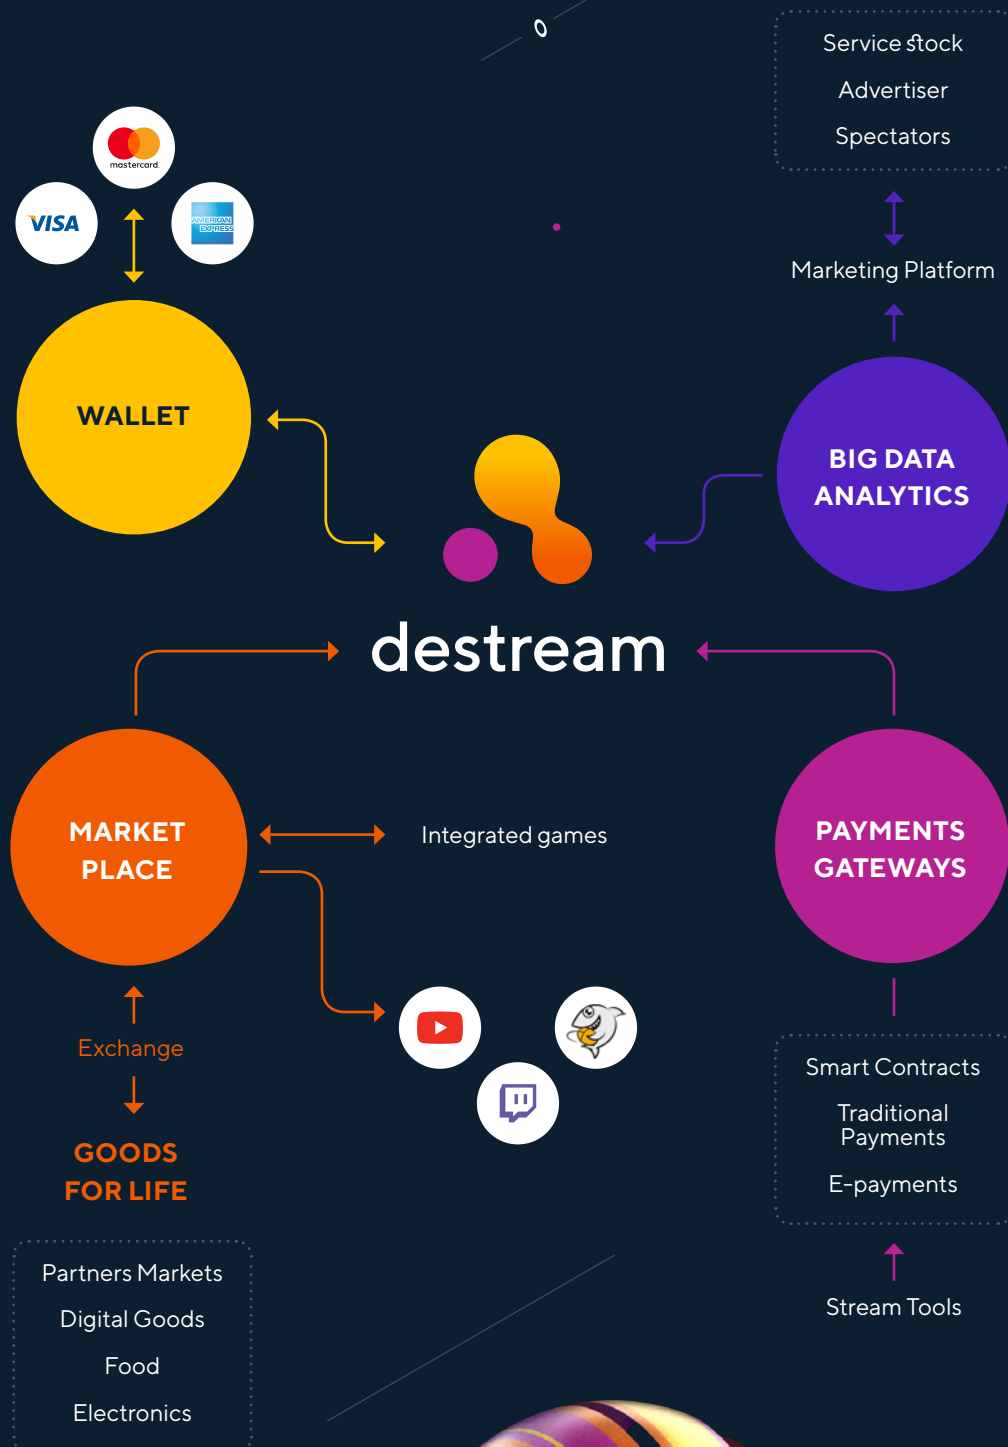 0
Service stock
Advertiser
Spectators
mastercard.
VISA
AMERICAN
EXPRESS
Marketing Platform
WALLET
BIG DATA
ANALYTICS
destream
MARKET
PLACE
Integrated games
PAYMENTS
GATEWAYS
Exchange
GOODS
FOR LIFE
Smart Contracts
Traditional
Payments
E-payments
Partners Markets
Digital Goods
Food
Electronics
Stream Tools